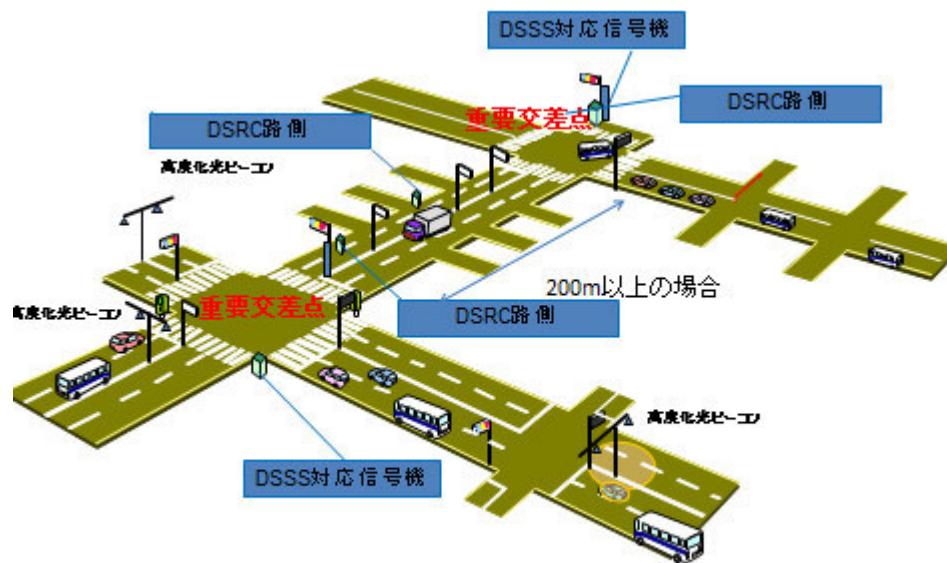 DSSS対応信号機
DSRC路側
重要交差点
DSRC路側
高度化光ビーコン
200m以上の場合
重要交差点
高度化光ビーコン
DSRC路側
高度化光ビーコン
DSSS対応信号機